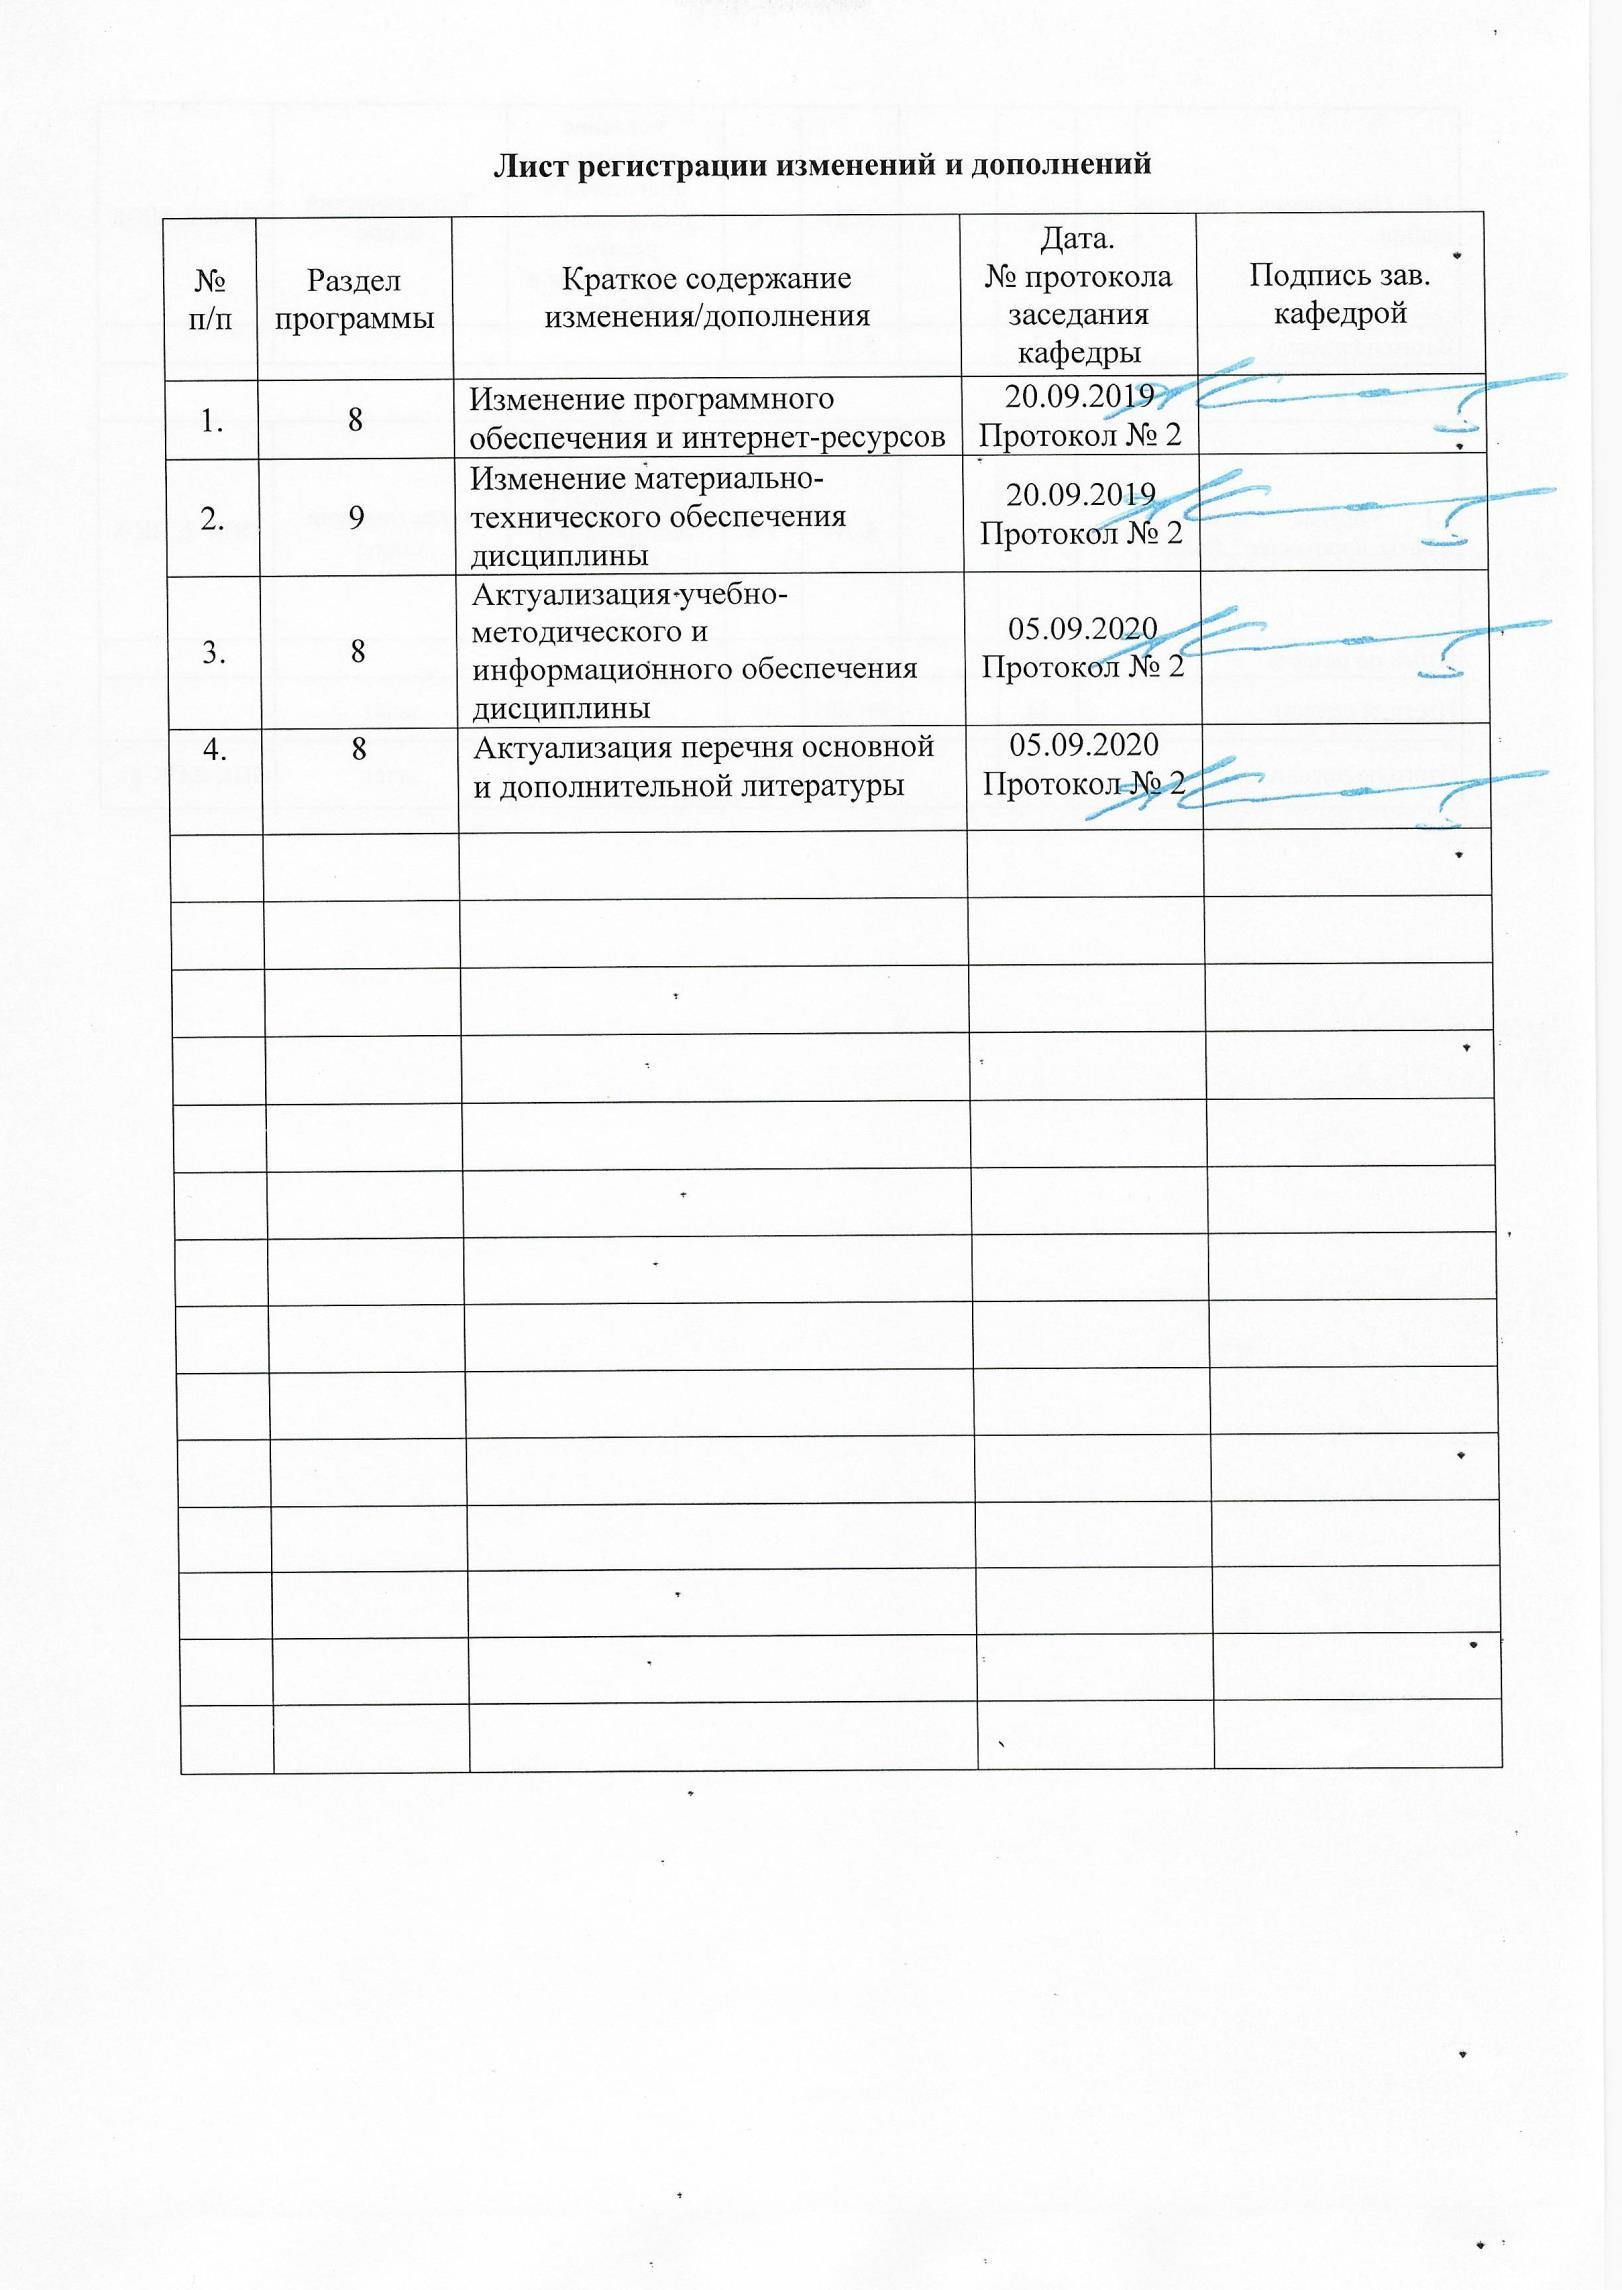 Лист регистрации изменений и дополнений
№
п/п
Раздел
программы
Краткое содержание
изменения/дополнения
Дата.
№ протокола
заседания
кафедры
Подпись зав.
кафедрой
1.
8
Изменение программного
обеспечения и интернет-ресурсов
20.09.2019
Протокол № 2
2.
9
Изменение материально-
технического обеспечения
дисциплины
20.09.2019
Протокол № 2
3.
8
Актуализация учебно-
методического и
информационного обеспечения
дисциплины
05.09.2020
Протокол № 2
4.
8
Актуализация перечня основной
и дополнительной литературы
05.09.2020
Протокол № 2